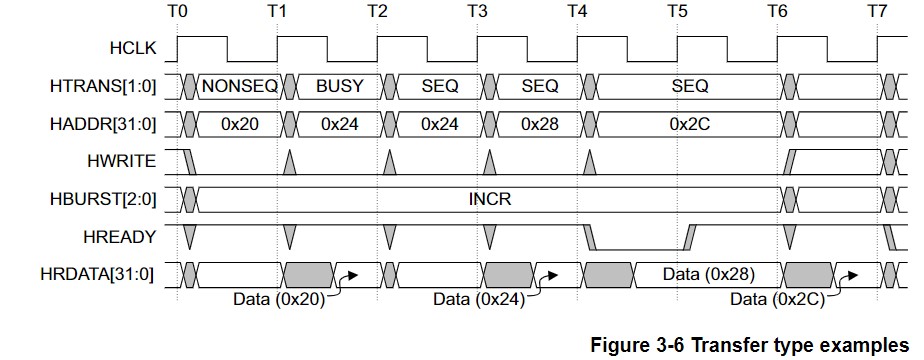 T0 T1 T2 T3 T4 T5 T6 T7
HCLK
HTRANS[1:0] NONSEQ BUSY SEQ SEQ SEQ
HADDR[31:0] 0x20 0x24 0x24 0x28 0x2C
HWRITE
HBURST[2:0] INCR
HREADY
HRDATA[31:0] Data (0x28)
Data (0x20) Data (0x24) Data (0x2C)
Figure 3-6 Transfer type examples